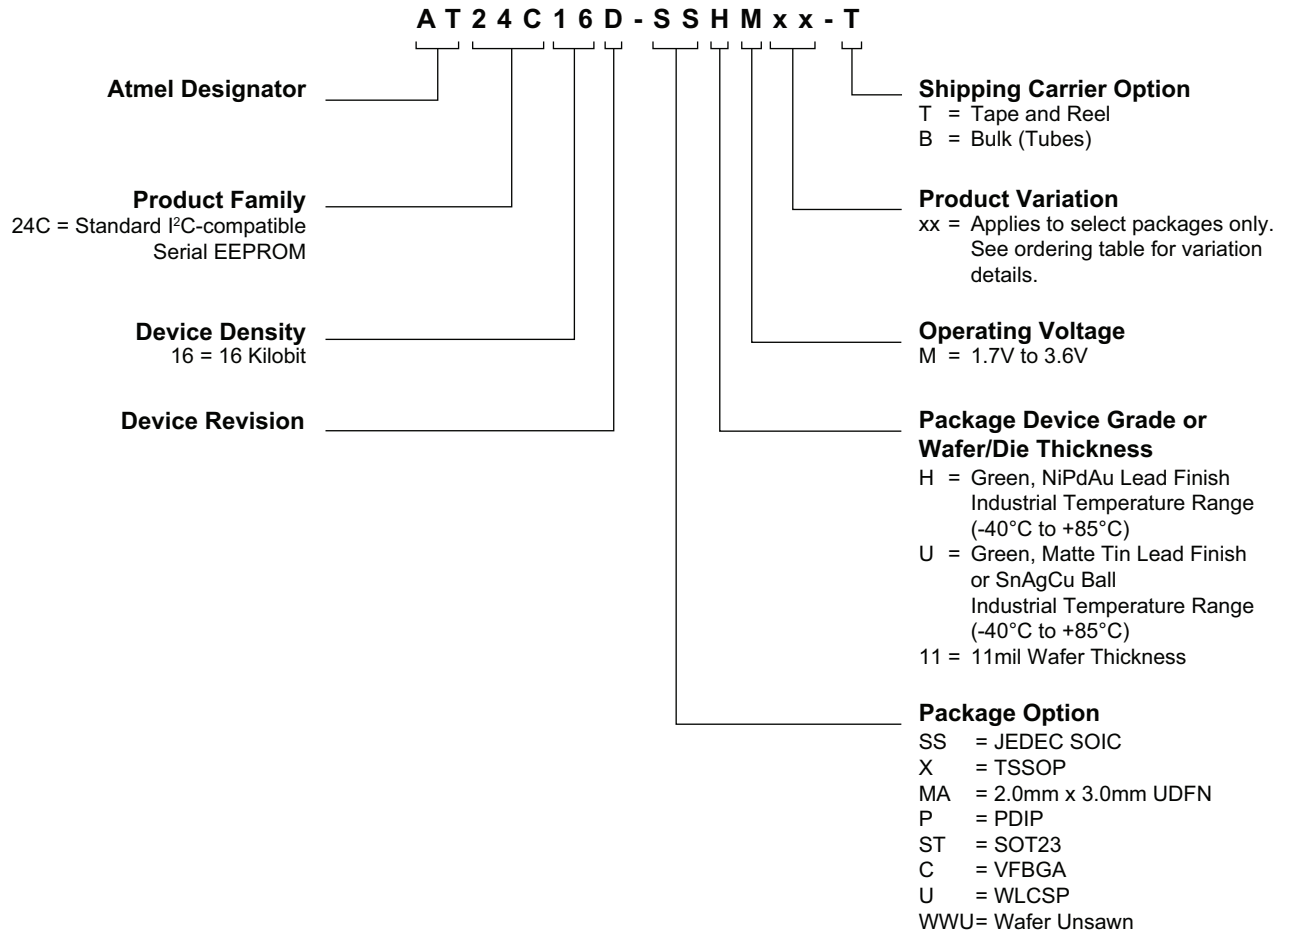 AT24C16D-SSHMxx-T
Atmel Designator
Product Family
24C = Standard I²C-compatible
Serial EEPROM
Device Density
16 = 16 Kilobit
Device Revision
Shipping Carrier Option
T = Tape and Reel
B = Bulk (Tubes)
Product Variation
xx = Applies to select packages only.
See ordering table for variation
details.
Operating Voltage
M = 1.7V to 3.6V
Package Device Grade or
Wafer/Die Thickness
H = Green, NiPdAu Lead Finish
Industrial Temperature Range
(-40°C to +85°C)
U = Green, Matte Tin Lead Finish
or SnAgCu Ball
Industrial Temperature Range
(-40°C to +85°C)
11 = 11mil Wafer Thickness
Package Option
SS = JEDEC SOIC
X = TSSOP
MA = 2.0mm x 3.0mm UDFN
P = PDIP
ST = SOT23
C = VFBGA
U = WLCSP
WWU= Wafer Unsawn